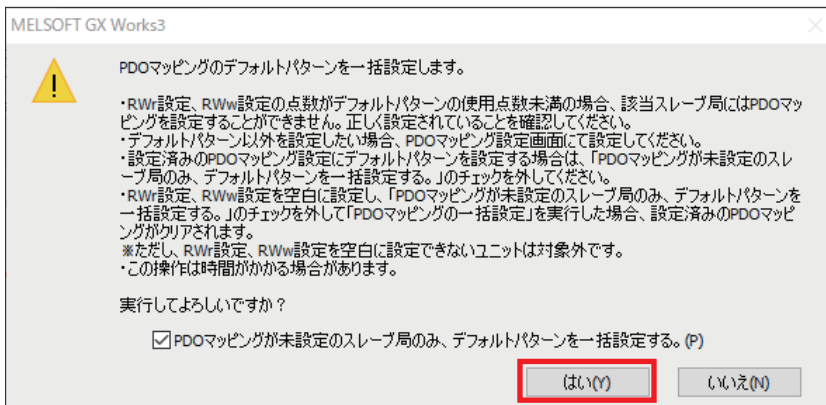 MELSOFT GX Works3
PDOマッピングのデフォルトパターンを一括設定します。
・RWr設定、RWw設定の点数がデフォルトパターンの使用点数未満の場合、該当スレーブ局にはPDOマッ
ピングを設定することができません。正しく設定されていることを確認してください。
・デフォルトパターン以外を設定したい場合、PDOマッピング設定画面にて設定してください。
・設定済みのPDOマッピング設定にデフォルトパターンを設定する場合は、「PDOマッピングが未設定のスレ
ーブ局のみ、デフォルトパターンを一括設定する。」のチェックを外してください。
・RWr設定、RWw設定を空白に設定し、「PDOマッピングが未設定のスレーブ局のみ、デフォルトパターンを
一括設定する。」のチェックを外して「PDOマッピングの一括設定」を実行した場合、設定済みのPDOマッピ
ングがクリアされます。
※ただし、RWr設定、RWw設定を空白に設定できないユニットは対象外です。
・この操作は時間がかかる場合があります。
実行してよろしいですか？
PDOマッピングが未設定のスレーブ局のみ、デフォルトパターンを一括設定する。(P)
はい(Y)
いいえ(N)